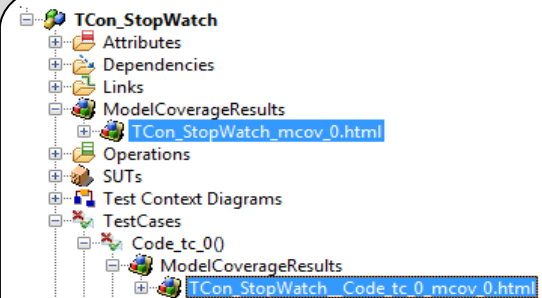 TCon_StopWatch
Attributes
Dependencies
Links
ModelCoverageResults
TCon_StopWatch_mcov_0.html
Operations
SUTs
Test Context Diagrams
TestCases
Code_tc_0()
ModelCoverageResults
TCon_StopWatch__Code_tc_0_mcov_0.html